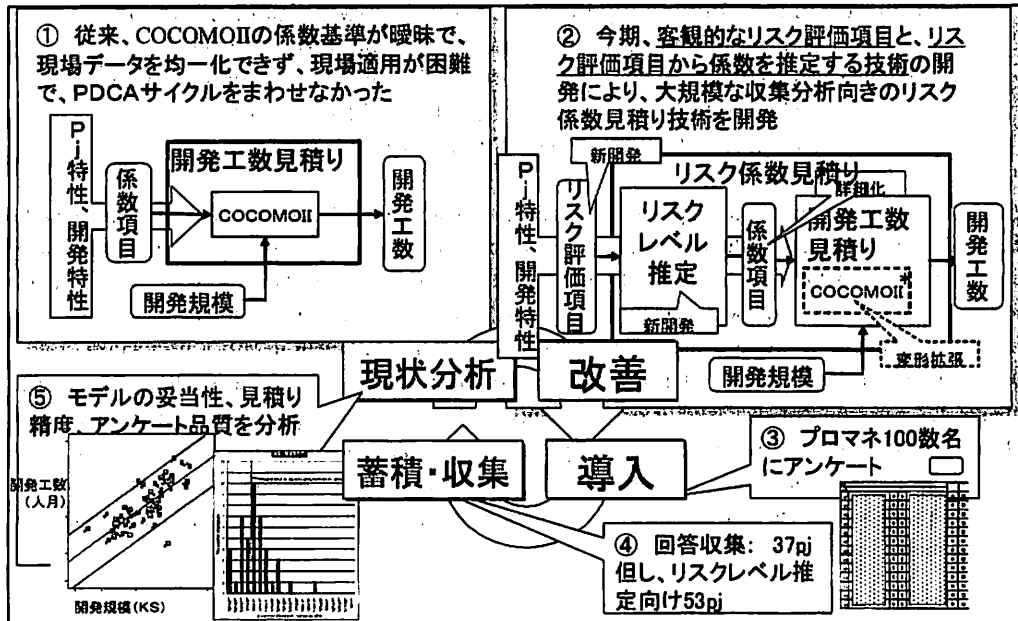 ① 従来、COCOMOIIの係数基準が曖昧で、
現場データを均一化できず、現場適用が困難
で、PDCAサイクルをまわせなかった
Pj特性、開発特性
係数項目
開発工数見積り
COCOMOII
開発工数
開発規模
② 今期、客観的なリスク評価項目と、リス
ク評価項目から係数を推定する技術の開
発により、大規模な収集分析向きのリスク
係数見積り技術を開発
新開発
リスク係数見積り
詳細化
Pj特性、開発特性
リスク評価項目
リスク
レベル
推定
新開発
係数項目
開発工数
見積り
COCOMOII*
開発工数
開発規模
変形拡張
現状分析
改善
蓄積・収集
導入
⑤ モデルの妥当性、見積り
精度、アンケート品質を分析
開発工数
(人月)
開発規模(KS)
③ プロマネ100数名
にアンケート
④ 回答収集: 37pj
但し、リスクレベル推
定向け53pj